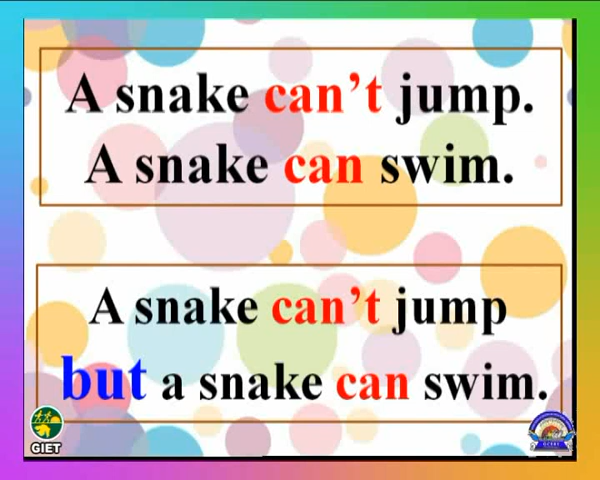 A snake can't jump.
A snake can swim.
A snake can't jump
but a snake can swim.
GIET